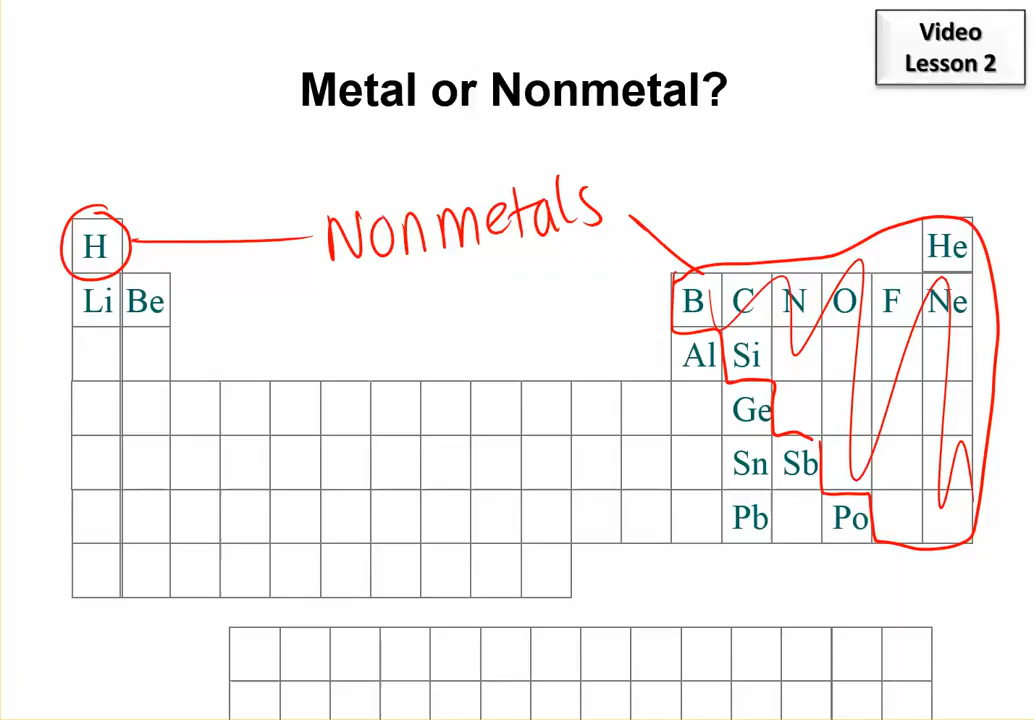 Video
Lesson 2
Metal or Nonmetal?
Nonmetals
H He
Li Be B C N O F Ne
Al Si
Ge
Sn Sb
Pb Po